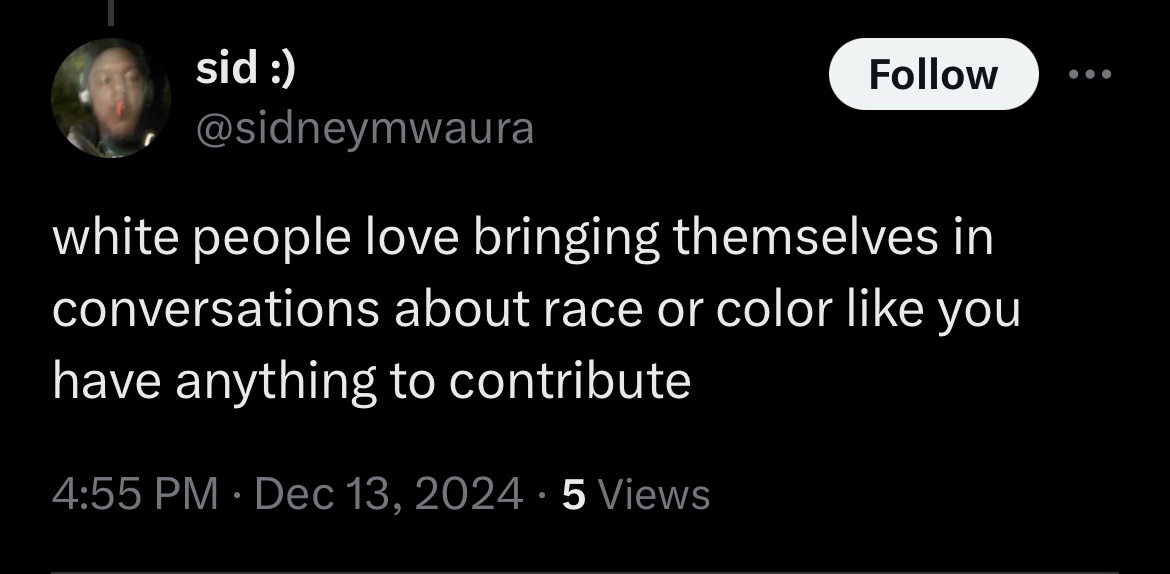 sid :)
Follow
@sidneymwaura
white people love bringing themselves in
conversations about race or color like you
have anything to contribute
4:55 PM · Dec 13, 2024 · 5 Views